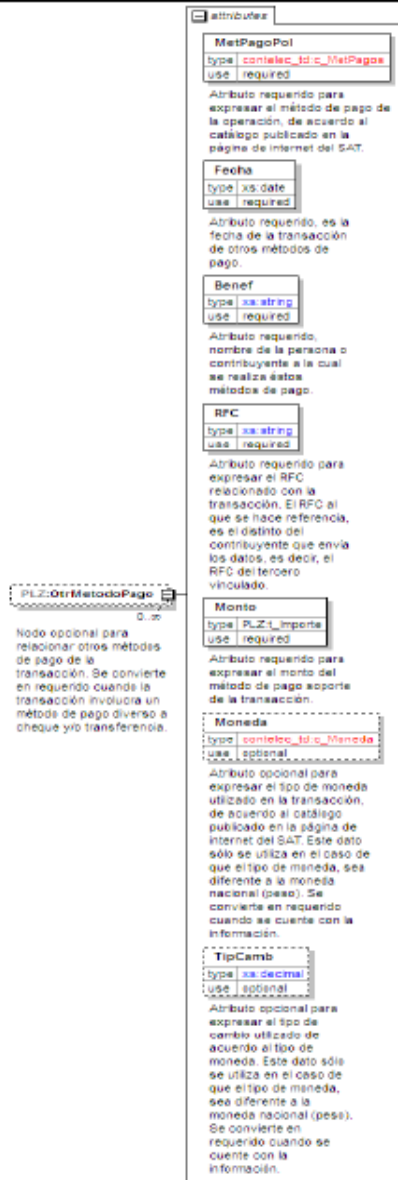 attributes
MetPagoPol
type contelec_td:c_MetPagos
use required
Atributo requerido para
expresar el método de pago de
la operación, de acuerdo al
catálogo publicado en la
página de internet del SAT.
Fecha
type xs:date
use required
Atributo requerido, es la
fecha de la transacción
de otros métodos de
pago.
Benef
type xs:string
use required
Atributo requerido,
nombre de la persona o
contribuyente a la cual
se realiza éstos
métodos de pago.
RFC
type xs:string
use required
Atributo requerido para
expresar el RFC
relacionado con la
transacción. El RFC al
que se hace referencia,
es el distinto del
contribuyente que envía
los datos, es decir, el
RFC del tercero
vinculado.
PLZ:OtrMetodoPago
0..∞
Nodo opcional para
relacionar otros métodos
de pago de la
transacción. Se convierte
en requerido cuando la
transacción involucra un
método de pago diverso a
cheque y/o transferencia.
Monto
type PLZ:t_Importe
use required
Atributo requerido para
expresar el monto del
método de pago soporte
de la transacción.
Moneda
type contelec_td:c_Moneda
use optional
Atributo opcional para
expresar el tipo de moneda
utilizado en la transacción,
de acuerdo al catálogo
publicado en la página de
internet del SAT. Este dato
sólo se utiliza en el caso de
que el tipo de moneda, sea
diferente a la moneda
nacional (peso). Se
convierte en requerido
cuando se cuente con la
información.
TipCamb
type xs:decimal
use optional
Atributo opcional para
expresar el tipo de
cambio utilizado de
acuerdo al tipo de
moneda. Este dato sólo
se utiliza en el caso de
que el tipo de moneda,
sea diferente a la
moneda nacional (peso).
Se convierte en
requerido cuando se
cuente con la
información.